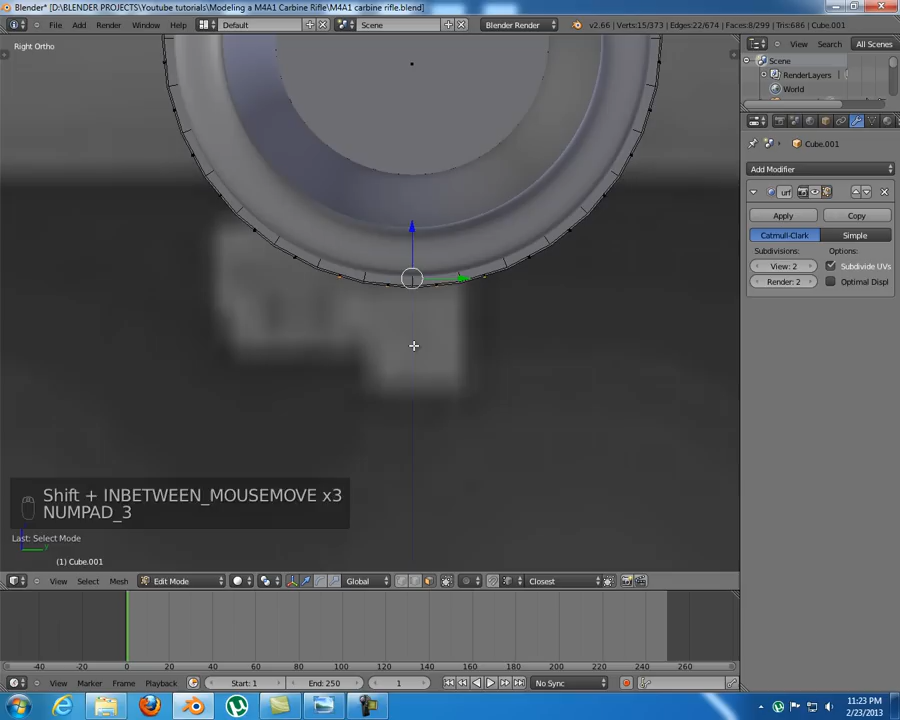 Blender* [D:\BLENDER PROJECTS\Youtube tutorials\Modeling a M4A1 Carbine Rifle\M4A1 carbine rifle.blend]
File Add Render Window Help Default Scene Blender Render v2.66 | Verts:15/373 | Edges:22/674 | Faces:8/299 | Tris:686 | Cube.001
Right Ortho
View Search All Scenes
Scene
RenderLayers
World
Cube.001
Add Modifier
urf
Apply Copy
Catmull-Clark Simple
Subdivisions: Options:
View: 2 Subdivide UVs
Render: 2 Optimal Displ
Shift + INBETWEEN_MOUSEMOVE x3
NUMPAD_3
Last: Select Mode
(1) Cube.001
View Select Mesh Edit Mode Global Closest
-40 -20 0 20 40 60 80 100 120 140 160 180 200 220 240 260
View Marker Frame Playback Start: 1 End: 250 1 No Sync
11:23 PM
2/23/2013